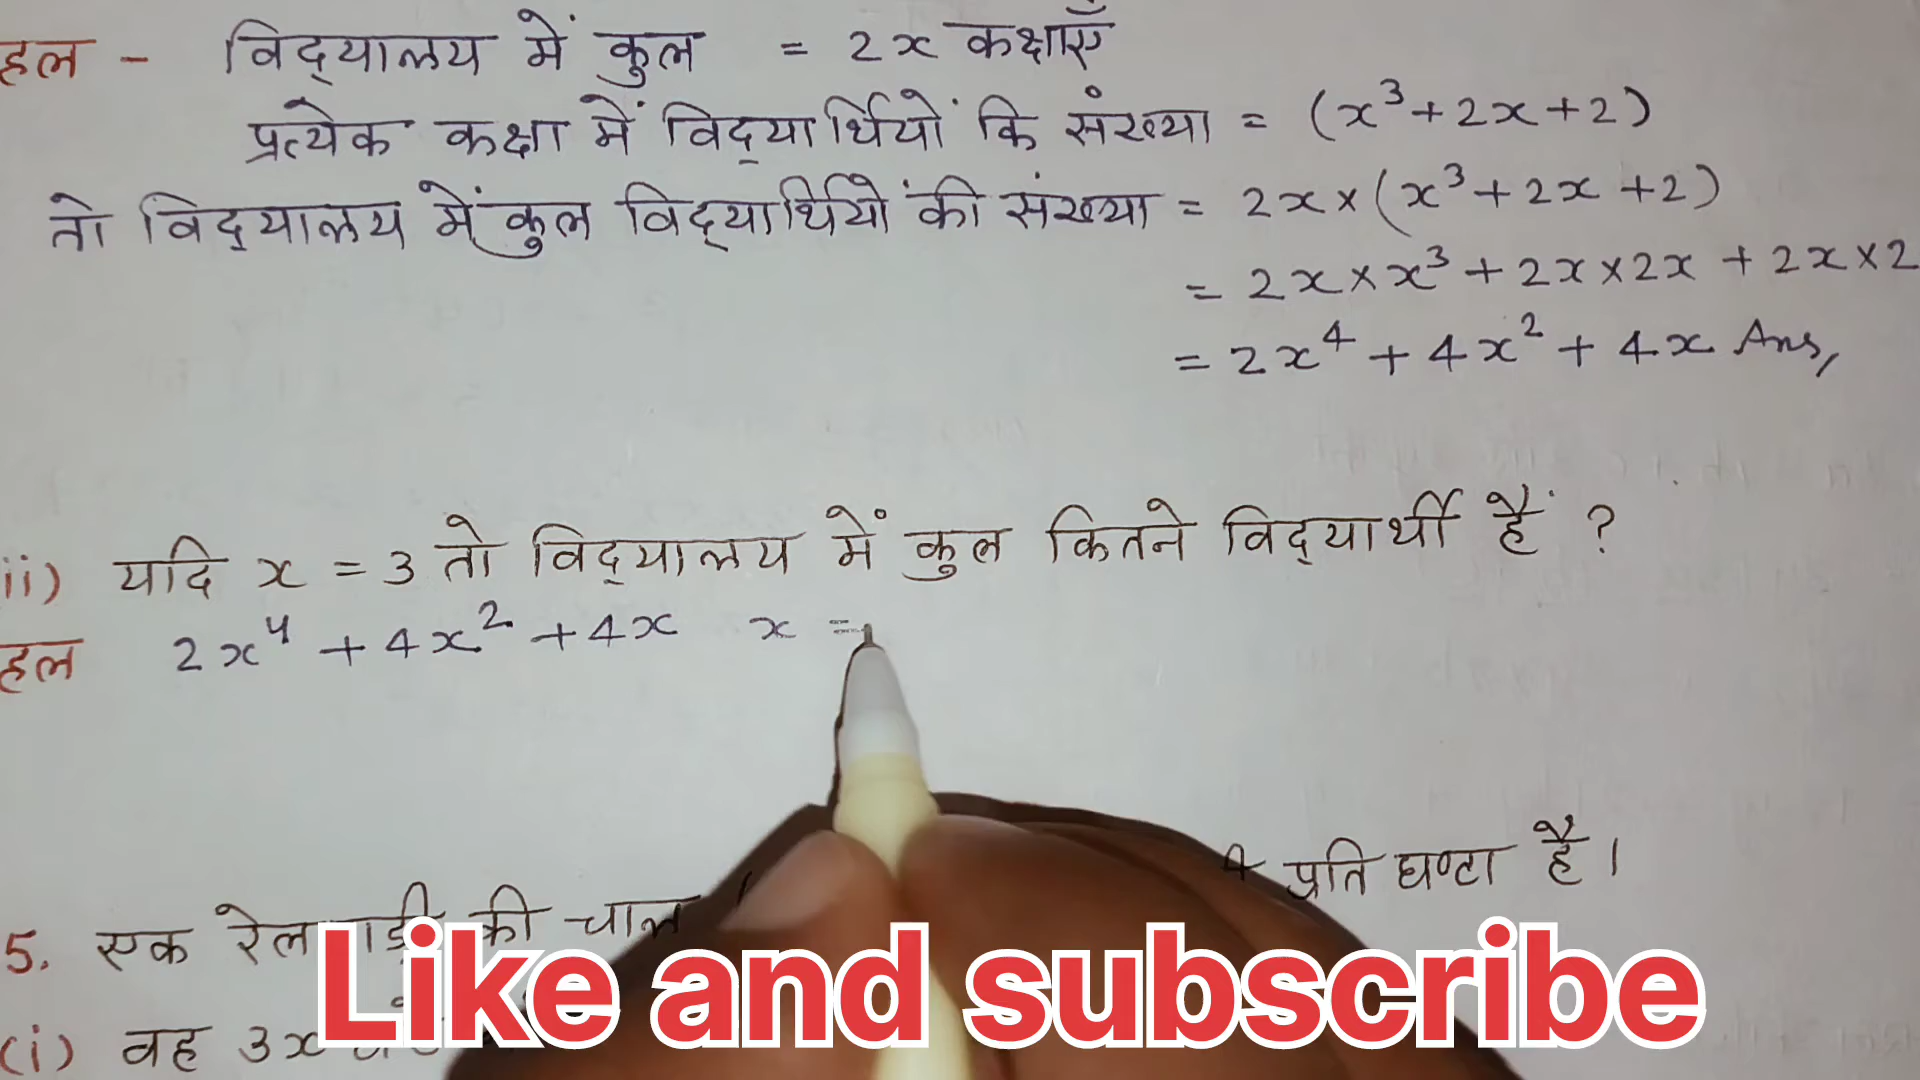 हल - विद्यालय में कुल = 2x कक्षाएँ
प्रत्येक कक्षा में विद्यार्थियों कि संख्या = (x³+2x+2)
तो विद्यालय में कुल विद्यार्थियों की संख्या = 2x×(x³+2x+2)
= 2x×x³+2x×2x+2x×2
= 2x⁴+4x²+4x Ans,
ii) यदि x = 3 तो विद्यालय में कुल कितने विद्यार्थी हैं ?
हल 2x⁴+4x²+4x x =
5. एक रेलगाड़ी की चाल प्रति घण्टा है।
(i) वह 3x
Like and subscribe